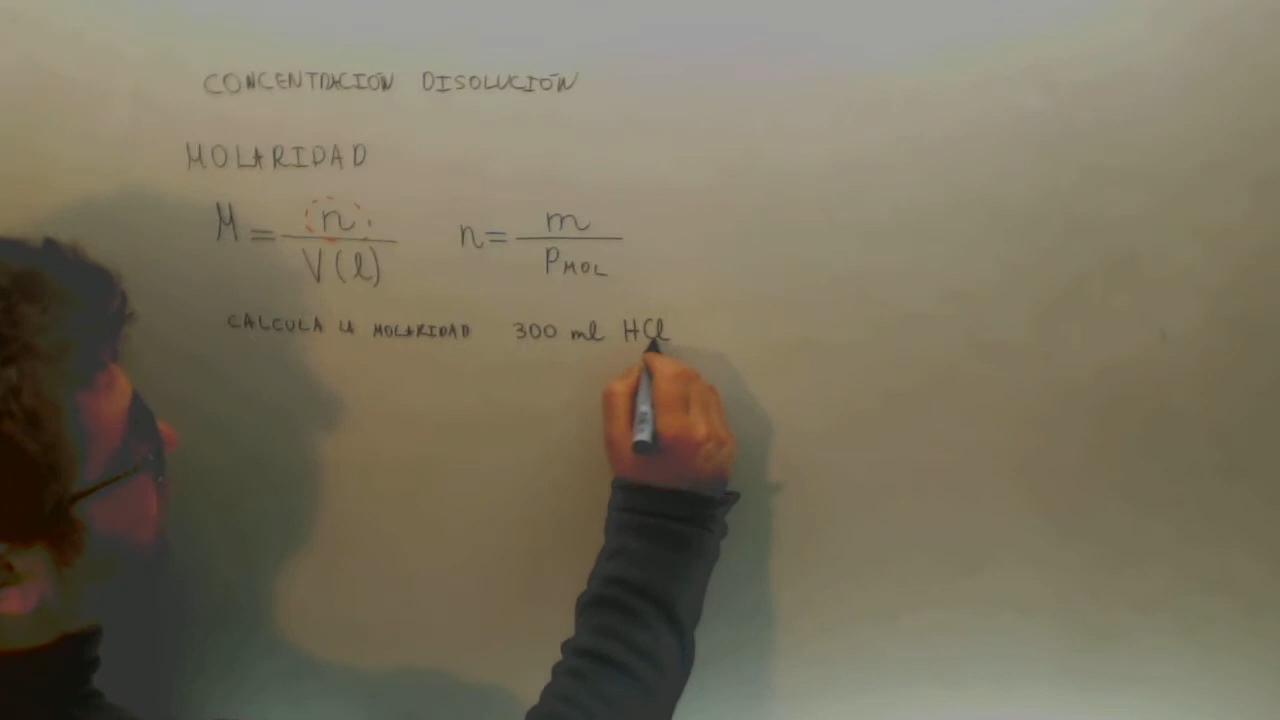 CONCENTRACIÓN DISOLUCIÓN
MOLARIDAD
M = n / V(l) n = m / PMOL
CALCULA LA MOLARIDAD 300 ml HCl